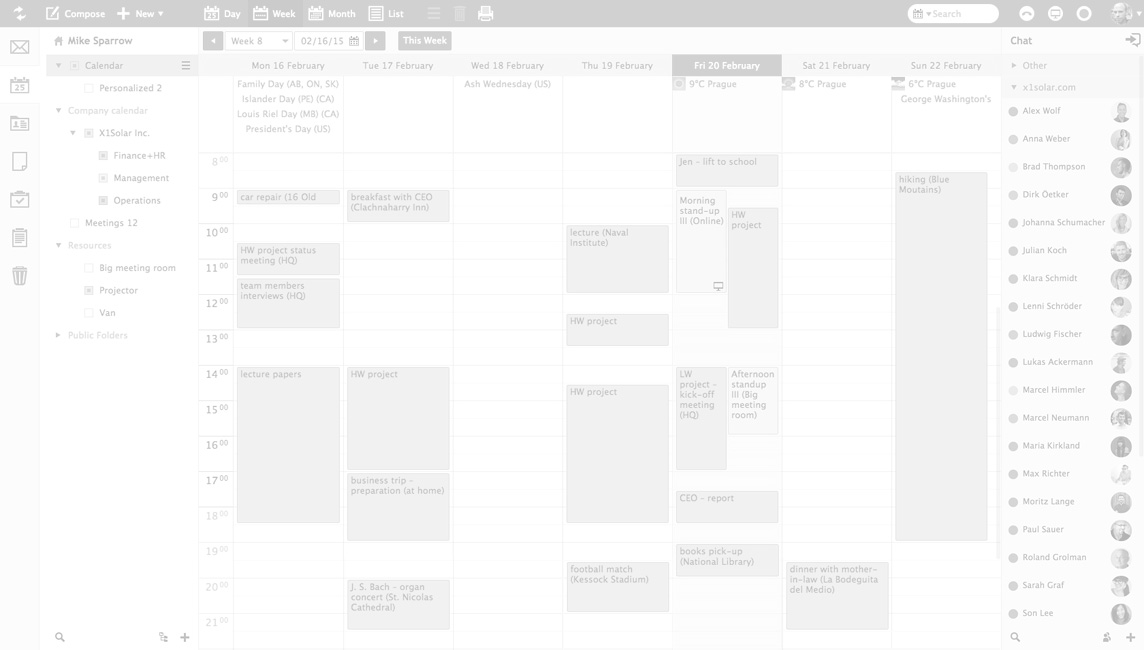 Compose
New
25 Day
Week
Month
List
Search
Mike Sparrow
Week 8
02/16/15
This Week
Chat
Calendar
Personalized 2
Company calendar
X1Solar Inc.
Finance+HR
Management
Operations
Meetings 12
Resources
Big meeting room
Projector
Van
Public Folders
25
Mon 16 February
Tue 17 February
Wed 18 February
Thu 19 February
Fri 20 February
Sat 21 February
Sun 22 February
Family Day (AB, ON, SK)
Islander Day (PE) (CA)
Louis Riel Day (MB) (CA)
President's Day (US)
Ash Wednesday (US)
9°C Prague
8°C Prague
6°C Prague
George Washington's
8 00
9 00
10 00
11 00
12 00
13 00
14 00
15 00
16 00
17 00
18 00
19 00
20 00
21 00
car repair (16 Old
HW project status
meeting (HQ)
team members
interviews (HQ)
lecture papers
breakfast with CEO
(Clachnaharry Inn)
HW project
business trip -
preparation (at home)
J. S. Bach - organ
concert (St. Nicolas
Cathedral)
lecture (Naval
Institute)
HW project
HW project
football match
(Kessock Stadium)
Jen - lift to school
Morning
stand-up
III (Online)
HW
project
LW
project -
kick-off
meeting
(HQ)
Afternoon
standup
III (Big
meeting
room)
CEO - report
books pick-up
(National Library)
dinner with mother-
in-law (La Bodeguita
del Medio)
hiking (Blue
Moutains)
Other
x1solar.com
Alex Wolf
Anna Weber
Brad Thompson
Dirk Oetker
Johanna Schumacher
Julian Koch
Klara Schmidt
Lenni Schröder
Ludwig Fischer
Lukas Ackermann
Marcel Himmler
Marcel Neumann
Maria Kirkland
Max Richter
Moritz Lange
Paul Sauer
Roland Grolman
Sarah Graf
Son Lee